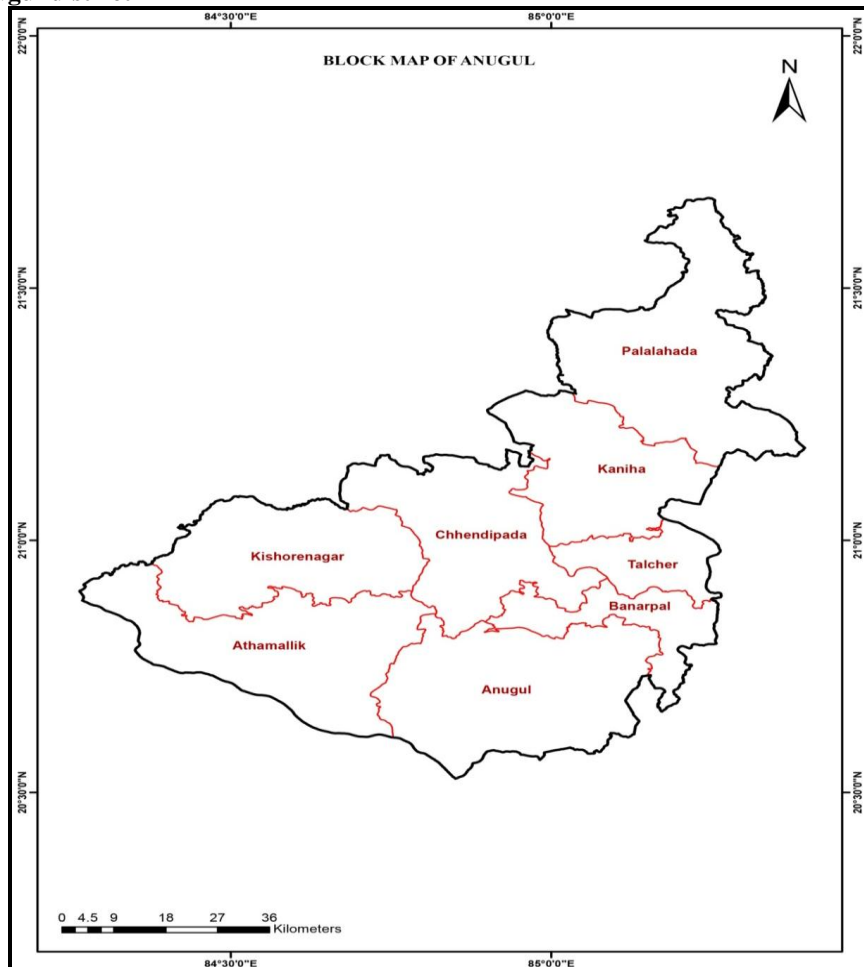 84°30'0"E 85°0'0"E
BLOCK MAP OF ANUGUL
N
22°0'0"N 22°0'0"N
21°30'0"N 21°30'0"N
Palalahada
Kaniha
Chhendipada
21°0'0"N 21°0'0"N
Kishorenagar
Talcher
Banarpal
Athamallik
Anugul
20°30'0"N 20°30'0"N
0 4.5 9 18 27 36
Kilometers
84°30'0"E 85°0'0"E